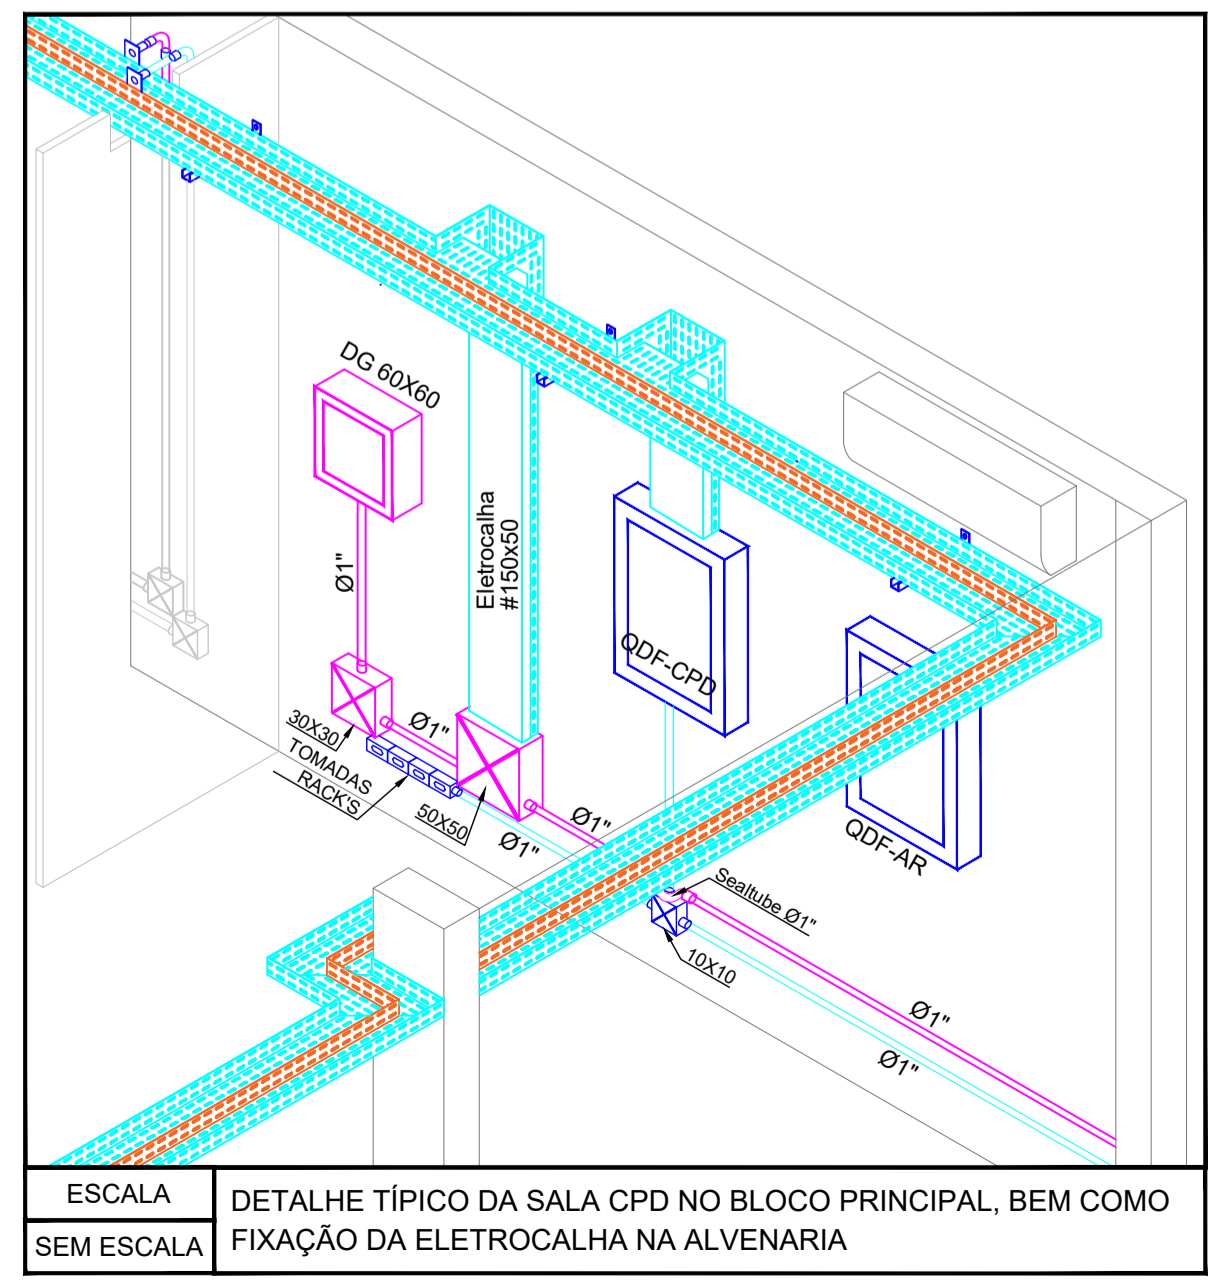 DG 60X60
Ø1"
Eletrocalha
#150x50
QDF-CPD
30X30
TOMADAS
RACK'S
Ø1"
50X50
Ø1"
Ø1"
QDF-AR
Sealtube Ø1"
10X10
Ø1"
Ø1"
ESCALA
SEM ESCALA
DETALHE TÍPICO DA SALA CPD NO BLOCO PRINCIPAL, BEM COMO
FIXAÇÃO DA ELETROCALHA NA ALVENARIA